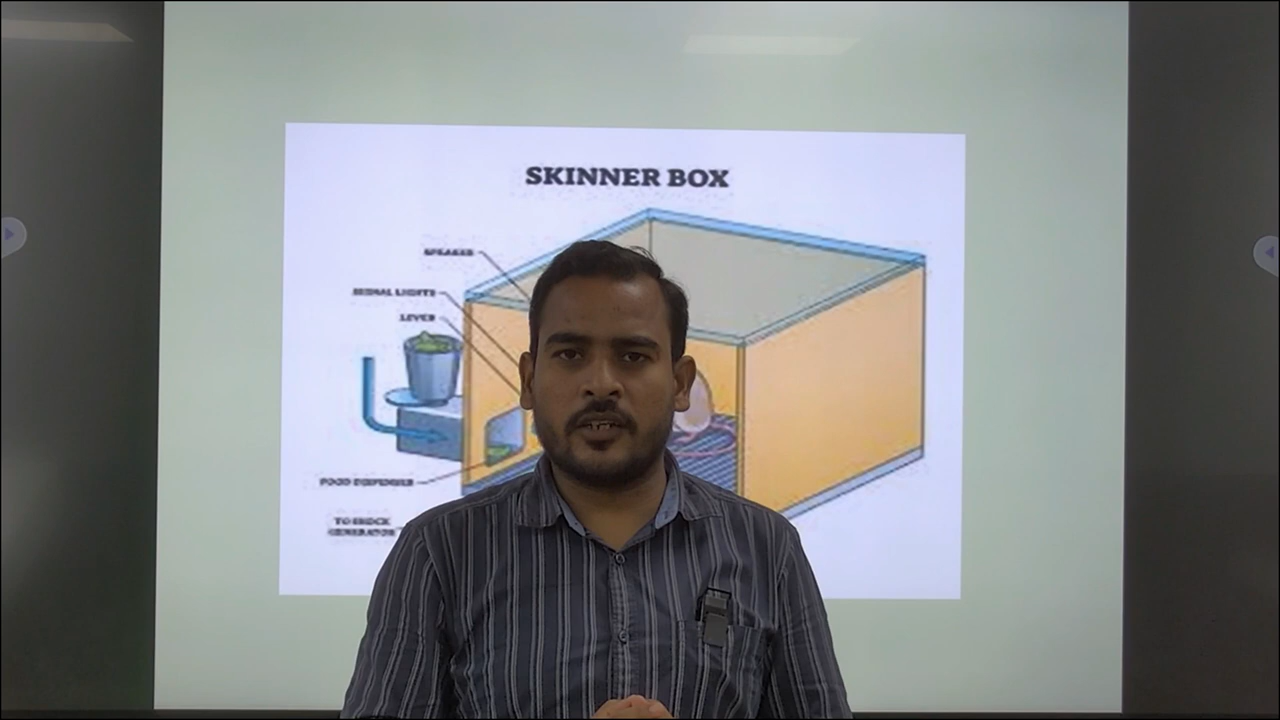 SKINNER BOX
SPEAKER
SIGNAL LIGHTS
LEVER
FOOD DISPENSER
TO SHOCK
GENERATOR